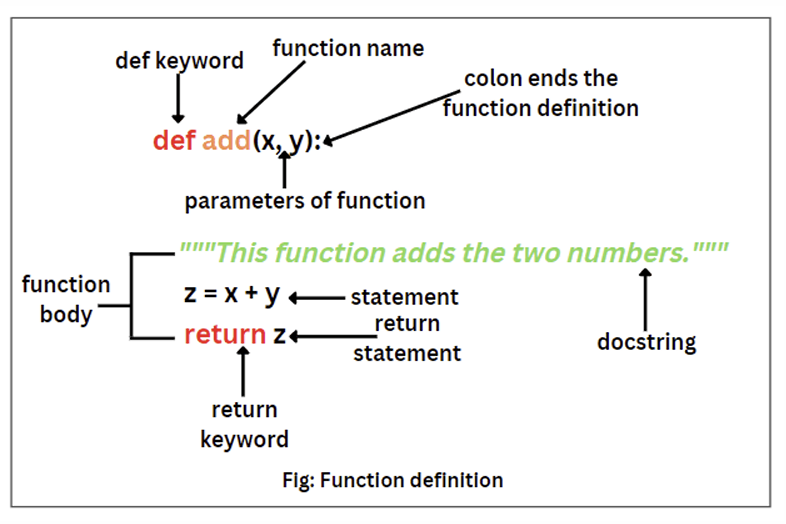 function name
def keyword
colon ends the
function definition
def add(x, y):
parameters of function
"""This function adds the two numbers."""
function
body
z = x + y
statement
return z
return
statement
docstring
return
keyword
Fig: Function definition